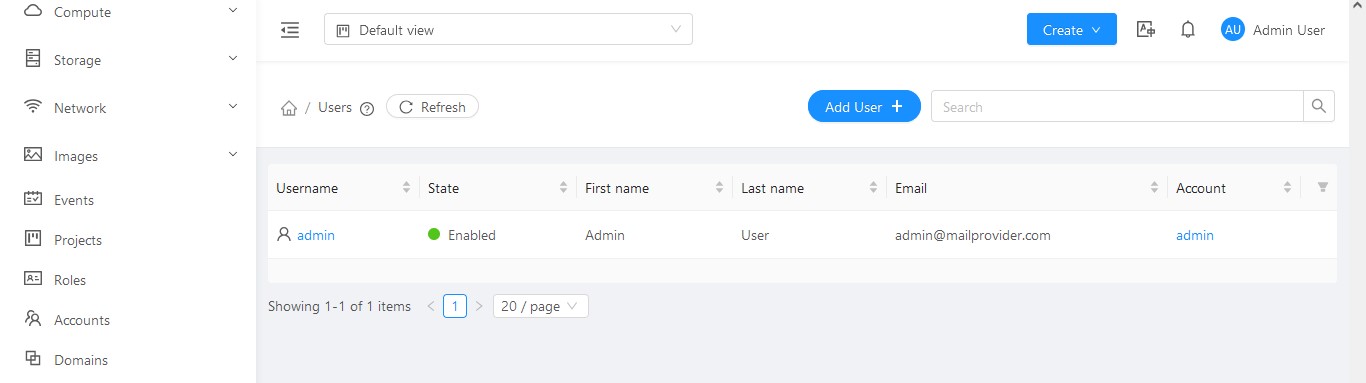 Compute
Storage
Network
Images
Events
Projects
Roles
Accounts
Domains
Default view
Create
AU Admin User
/ Users Refresh
Add User +
Search
Username State First name Last name Email Account
admin Enabled Admin User admin@mailprovider.com admin
Showing 1-1 of 1 items < 1 > 20 / page